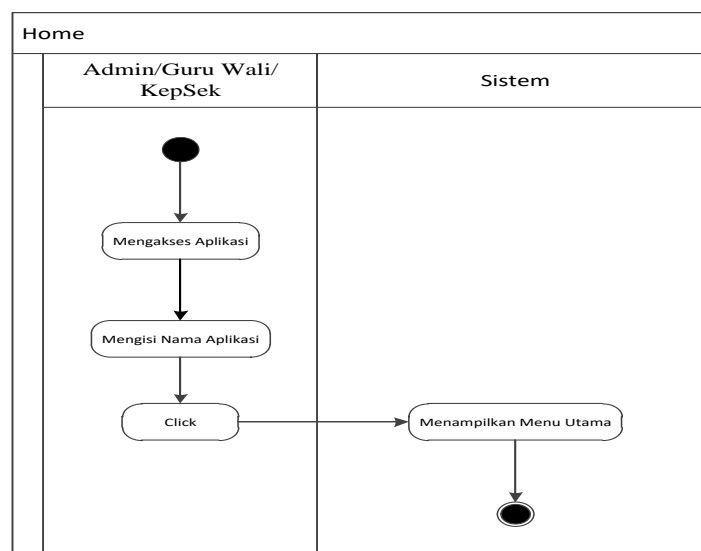 Home
Admin/Guru Wali/
KepSek
Sistem
Mengakses Aplikasi
Mengisi Nama Aplikasi
Click
Menampilkan Menu Utama